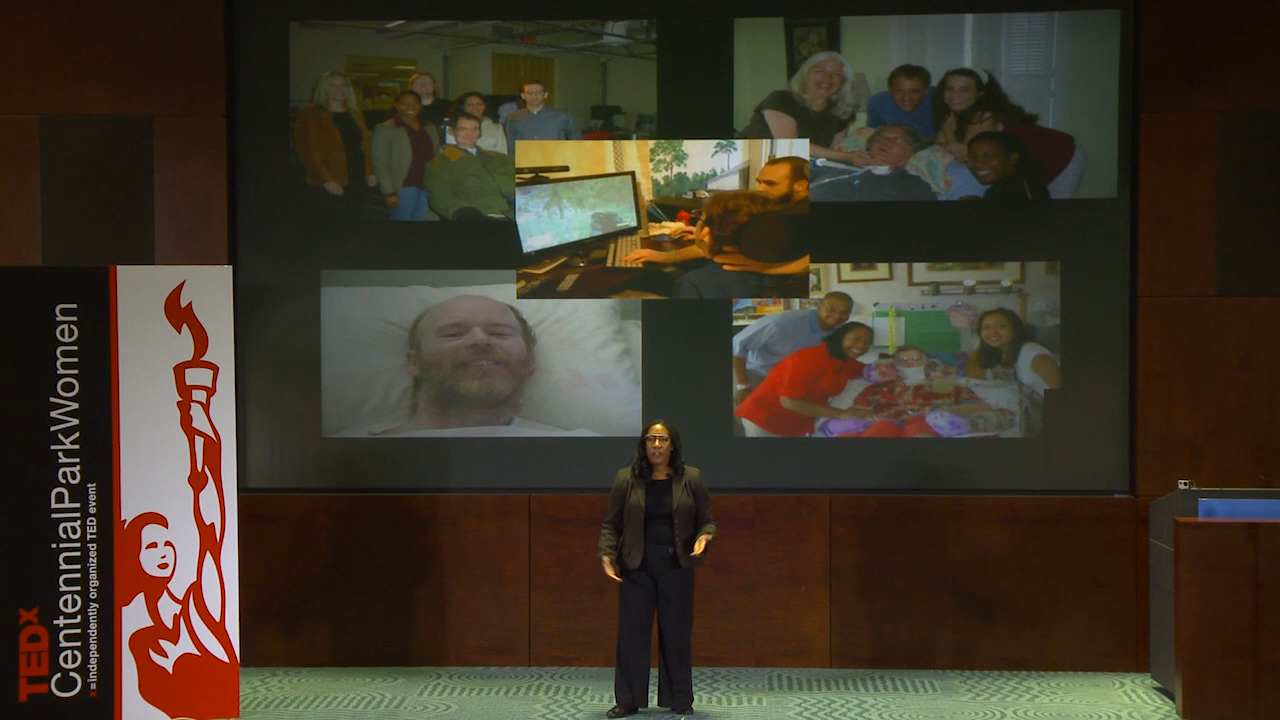 TEDx
CentennialParkWomen
x = independently organized TED event